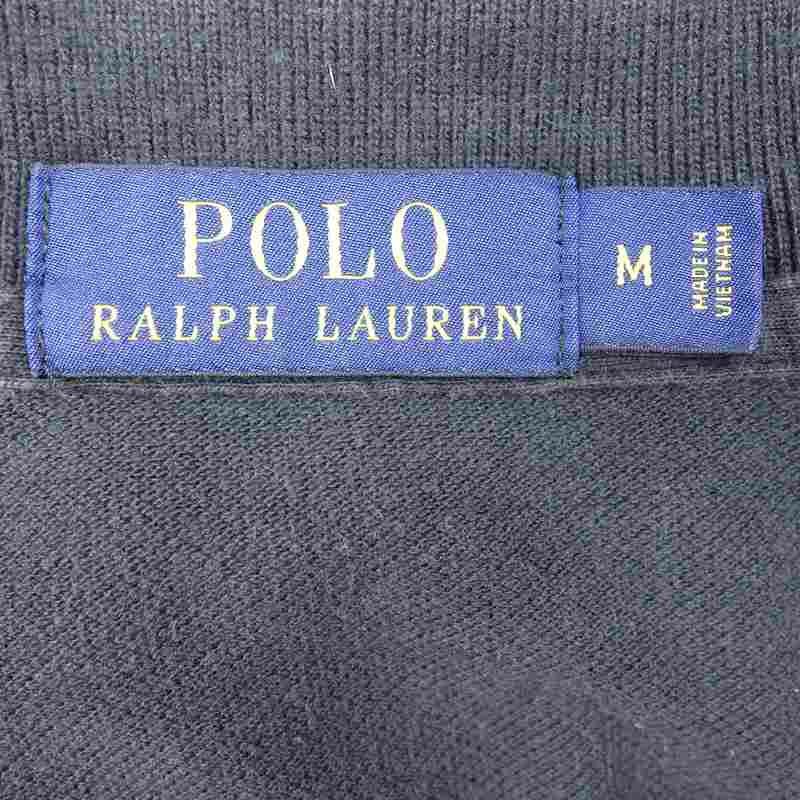 POLO
RALPH LAUREN
M
MADE IN
VIETNAM